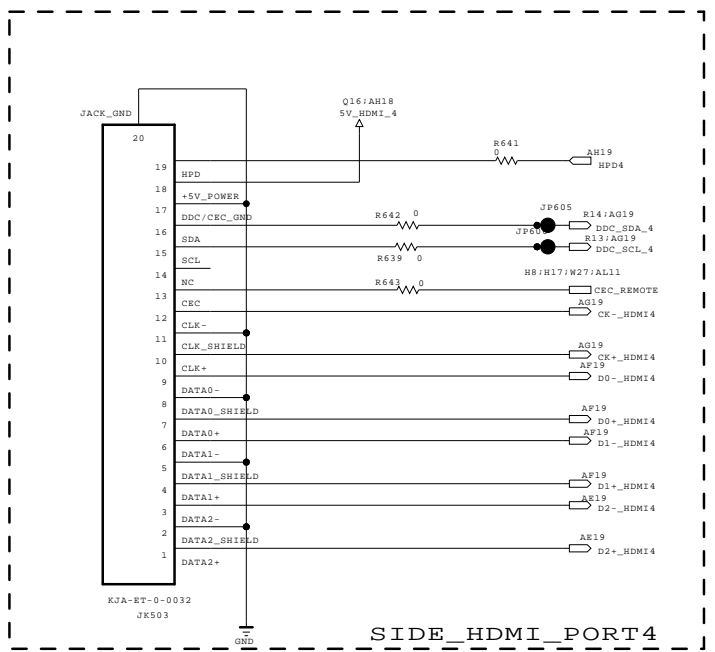 Q16;AH18
5V_HDMI_4
JACK_GND
20
R641
0
AH19
HPD4
19
HPD
18
+5V_POWER
17
DDC/CEC_GND
R642
0
JP605
R14;AG19
DDC_SDA_4
16
SDA
R13;AG19
DDC_SCL_4
15
SCL
R639
0
14
NC
H8;H17;W27;AL11
R643
0
CEC_REMOTE
13
CEC
AG19
CK-_HDMI4
12
CLK-
11
CLK_SHIELD
AG19
CK+_HDMI4
10
CLK+
AF19
D0-_HDMI4
9
DATA0-
8
DATA0_SHIELD
AF19
D0+_HDMI4
7
DATA0+
AF19
D1-_HDMI4
6
DATA1-
5
DATA1_SHIELD
AF19
D1+_HDMI4
4
DATA1+
AE19
D2-_HDMI4
3
DATA2-
2
DATA2_SHIELD
AE19
D2+_HDMI4
1
DATA2+
KJA-ET-0-0032
JK503
GND
SIDE_HDMI_PORT4